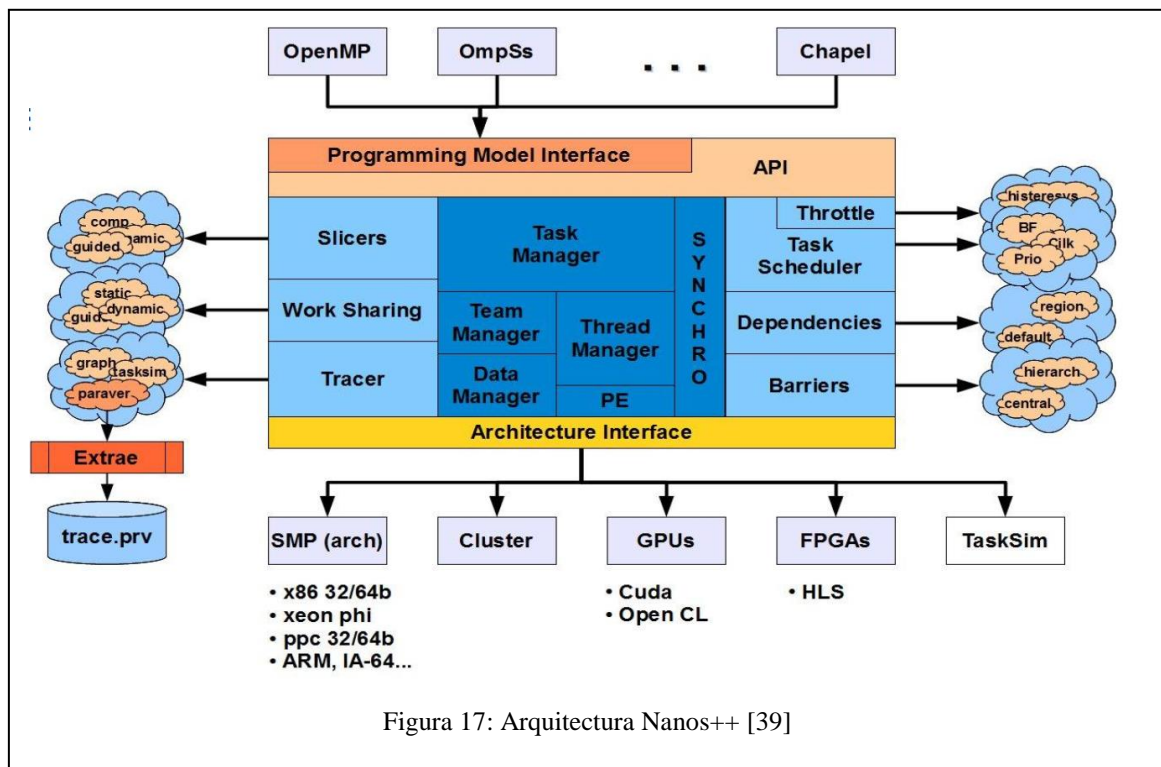 OpenMP
OmpSs
. . .
Chapel
Programming Model Interface
API
Slicers
Work Sharing
Tracer
Task
Manager
Team
Manager
Data
Manager
Thread
Manager
PE
S
Y
N
C
H
R
O
Throttle
Task
Scheduler
Dependencies
Barriers
Architecture Interface
comp
guided
static
dynamic
graph
tasksim
paraver
Extrae
trace.prv
histeresys
BF
Cilk
Prio
region
default
hierarch
central
SMP (arch)
• x86 32/64b
• xeon phi
• ppc 32/64b
• ARM, IA-64...
Cluster
GPUs
• Cuda
• Open CL
FPGAs
• HLS
TaskSim
Figura 17: Arquitectura Nanos++ [39]